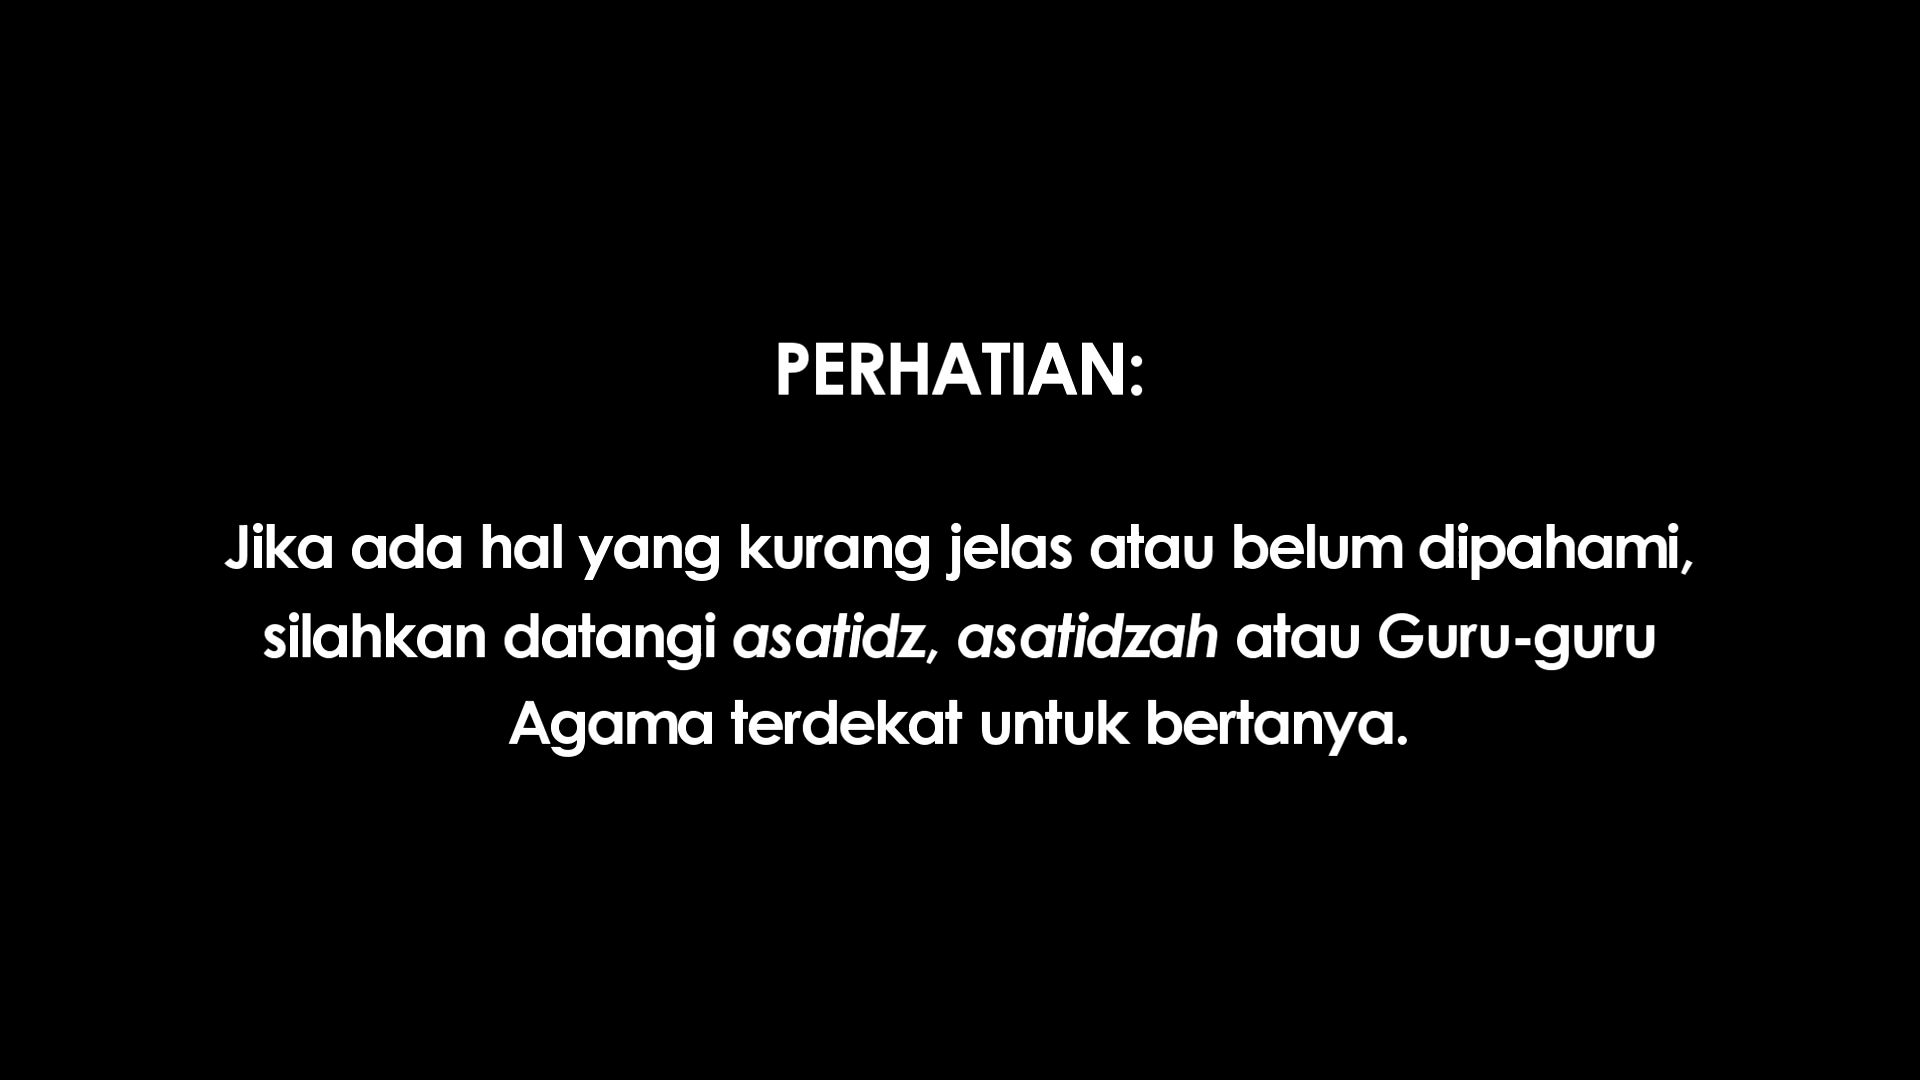 PERHATIAN:
Jika ada hal yang kurang jelas atau belum dipahami,
silahkan datangi asatidz, asatidzah atau Guru-guru
Agama terdekat untuk bertanya.